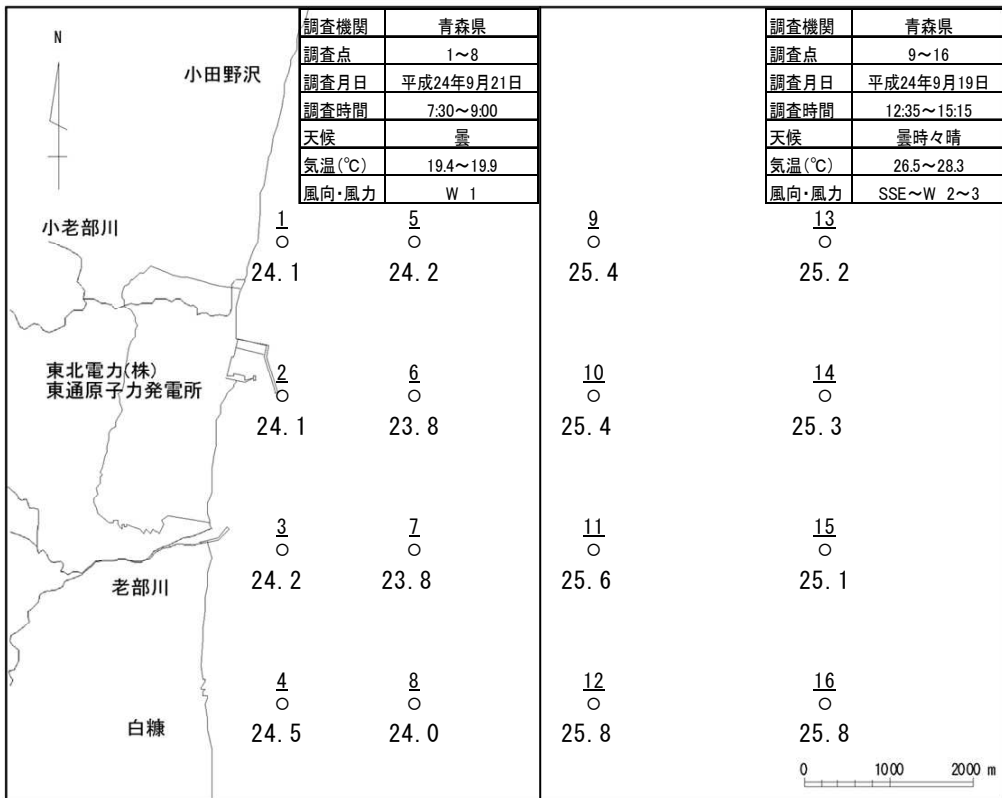 N
小田野沢
調査機関 青森県
調査点 1~8
調査月日 平成24年9月21日
調査時間 7:30~9:00
天候 曇
気温(℃) 19.4~19.9
風向・風力 W 1
調査機関 青森県
調査点 9~16
調査月日 平成24年9月19日
調査時間 12:35~15:15
天候 曇時々晴
気温(℃) 26.5~28.3
風向・風力 SSE~W 2~3
小老部川
1 5 9 13
24.1 24.2 25.4 25.2
東北電力(株)
東通原子力発電所
2 6 10 14
24.1 23.8 25.4 25.3
3 7 11 15
24.2 23.8 25.6 25.1
老部川
4 8 12 16
24.5 24.0 25.8 25.8
白糠
0 1000 2000 m